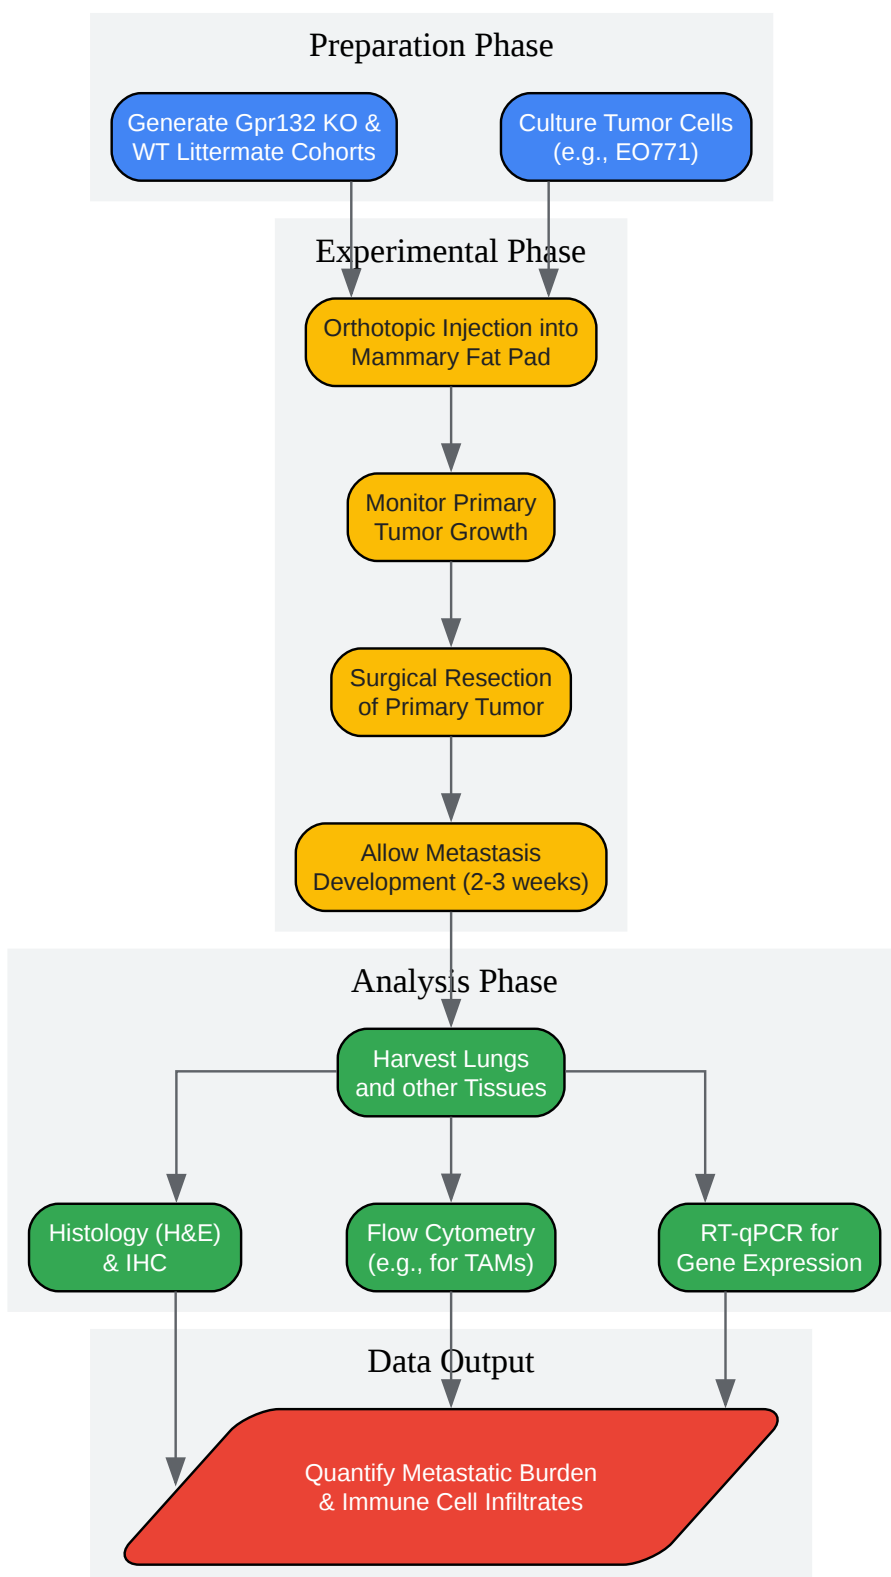 Preparation Phase
Generate Gpr132 KO &
WT Littermate Cohorts
Culture Tumor Cells
(e.g., EO771)
Experimental Phase
Orthotopic Injection into
Mammary Fat Pad
Monitor Primary
Tumor Growth
Surgical Resection
of Primary Tumor
Allow Metastasis
Development (2-3 weeks)
Analysis Phase
Harvest Lungs
and other Tissues
Histology (H&E)
& IHC
Flow Cytometry
(e.g., for TAMs)
RT-qPCR for
Gene Expression
Data Output
Quantify Metastatic Burden
& Immune Cell Infiltrates